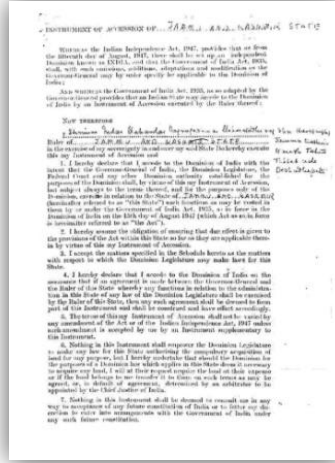 INSTRUMENT OF ACCESSION OF JAMMU AND KASHMIR STATE
WHEREAS the Indian Independence Act, 1947, provides that as from
the fifteenth day of August, 1947, there shall be set up an independent
Dominion known as INDIA, and that the Government of India Act, 1935,
shall, with such omissions, additions, adaptations and modifications as the
Governor-General may by order specify be applicable to the Dominion of
India;
AND WHEREAS the Government of India Act, 1935, as so adapted by the
Governor-General provides that an Indian State may accede to the Dominion
of India by an Instrument of Accession executed by the Ruler thereof:
NOW THEREFORE
I Shriman Inder
Ruler of JAMMU AND KASHMIR STATE
in the exercise of my sovereignty in and over my said State do hereby execute
this my Instrument of Accession and
1. I hereby declare that I accede to the Dominion of India with the
intent that the Governor-General of India, the Dominion Legislature, the
Federal Court and any other Dominion authority established for the
purposes of the Dominion shall, by virtue of this my Instrument of Accession,
but subject always to the terms thereof, and for the purposes only of the
Dominion, exercise in relation to the State of JAMMU AND KASHMIR
(hereinafter referred to as "this State") such functions as may be vested in
them by or under the Government of India Act, 1935, as in force in the
Dominion of India on the 15th day of August 1947 (which Act as so in force
is hereinafter referred to as "the Act").
2. I hereby assume the obligation of ensuring that due effect is given to
the provisions of the Act within this State so far as they are applicable therein
by virtue of this my Instrument of Accession.
3. I accept the matters specified in the Schedule hereto as the matters
with respect to which the Dominion Legislature may make laws for this
State.
4. I hereby declare that I accede to the Dominion of India on the
assurance that if an agreement is made between the Governor-General and
the Ruler of this State whereby any functions in relation to the administration
in this State of any law of the Dominion Legislature shall be exercised
by the Ruler of this State, then any such agreement shall be deemed to form
part of this Instrument and shall be construed and have effect accordingly.
5. The terms of this my Instrument of Accession shall not be varied by
any amendment of the Act or of the Indian Independence Act, 1947 unless
such amendment is accepted by me by an Instrument supplementary to
this Instrument.
6. Nothing in this Instrument shall empower the Dominion Legislature
to make any law for this State authorising the compulsory acquisition of
land for any purpose, but I hereby undertake that should the Dominion for
the purposes of a Dominion law which applies in this State deem it necessary
to acquire any land, I will at their request acquire the land at their expense
or if the land belongs to me transfer it to them on such terms as may be
agreed, or, in default of agreement, determined by an arbitrator to be
appointed by the Chief Justice of India.
7. Nothing in this Instrument shall be deemed to commit me in any
way to acceptance of any future constitution of India or to fetter my
discretion to enter into arrangements with the Government of India under
any such future constitution.